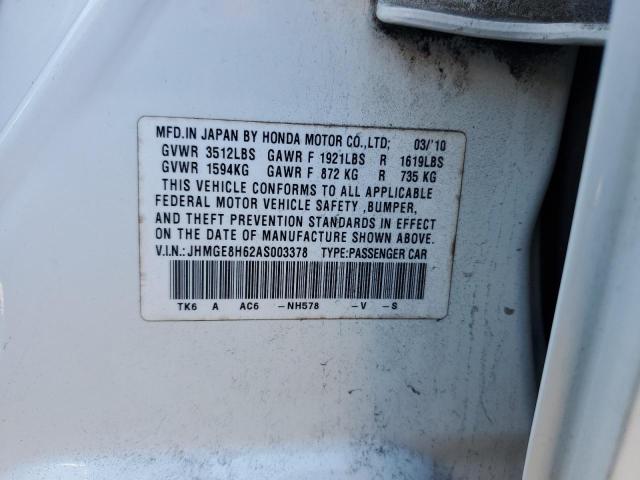 MFD.IN JAPAN BY HONDA MOTOR CO.,LTD; 03/'10
GVWR 3512LBS GAWR F 1921LBS R 1619LBS
GVWR 1594KG GAWR F 872 KG R 735 KG
THIS VEHICLE CONFORMS TO ALL APPLICABLE
FEDERAL MOTOR VEHICLE SAFETY ,BUMPER,
AND THEFT PREVENTION STANDARDS IN EFFECT
ON THE DATE OF MANUFACTURE SHOWN ABOVE.
V.I.N.: JHMGE8H62AS003378 TYPE:PASSENGER CAR
TK6 A AC6 -NH578 -V -S